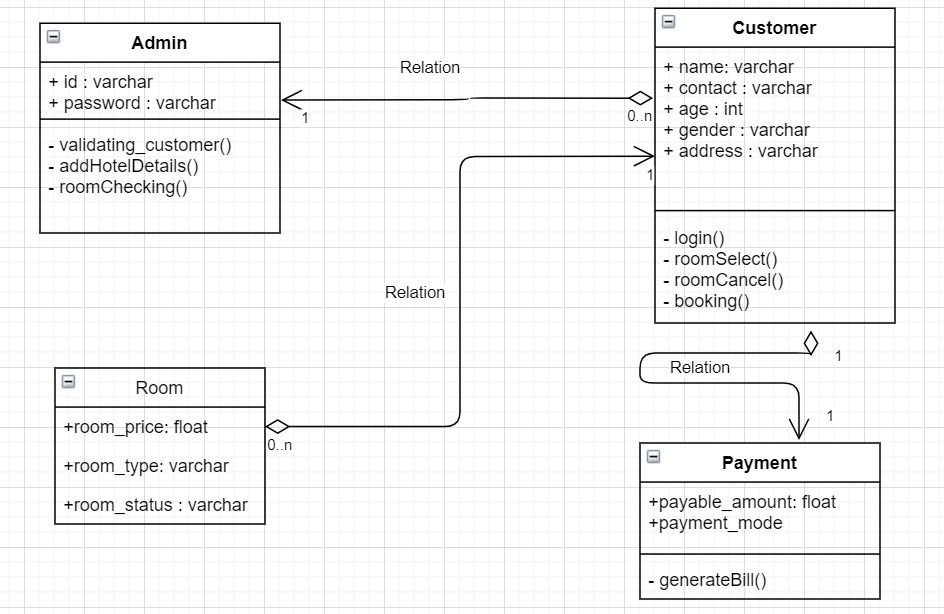 Admin
+ id : varchar
+ password : varchar
- validating_customer()
- addHotelDetails()
- roomChecking()
Relation
1
0..n
Customer
+ name: varchar
+ contact : varchar
+ age : int
+ gender : varchar
+ address : varchar
- login()
- roomSelect()
- roomCancel()
- booking()
1
Relation
Room
+room_price: float
+room_type: varchar
+room_status : varchar
0..n
1
Relation
1
Payment
+payable_amount: float
+payment_mode
- generateBill()